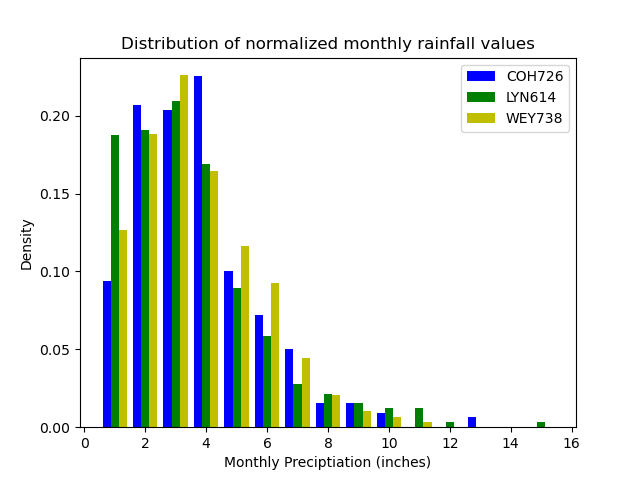 Distribution of normalized monthly rainfall values
COH726
LYN614
WEY738
0.20
0.15
0.10
0.05
0.00
Density
0 2 4 6 8 10 12 14 16
Monthly Preciptiation (inches)